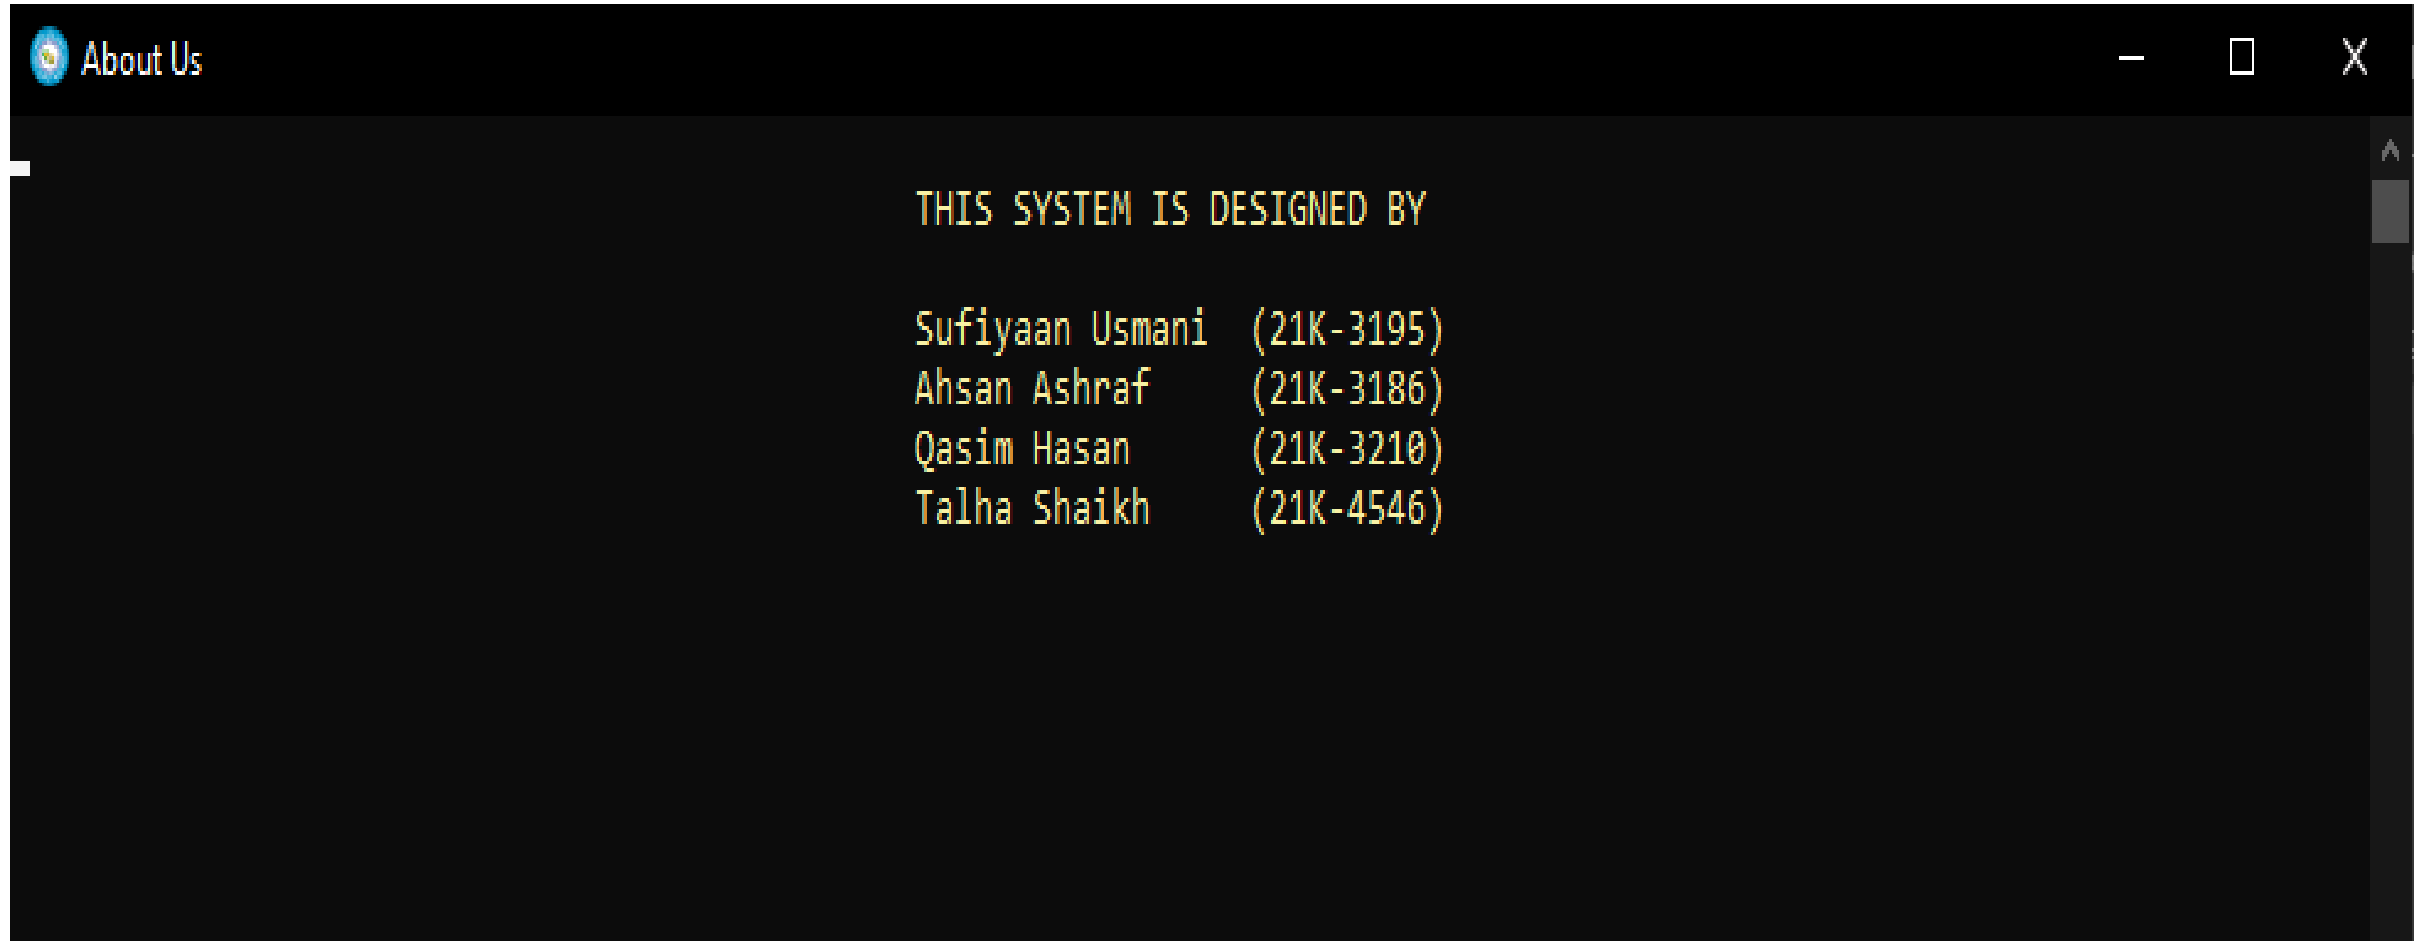 About Us
THIS SYSTEM IS DESIGNED BY
Sufiyaan Usmani (21K-3195)
Ahsan Ashraf (21K-3186)
Qasim Hasan (21K-3210)
Talha Shaikh (21K-4546)